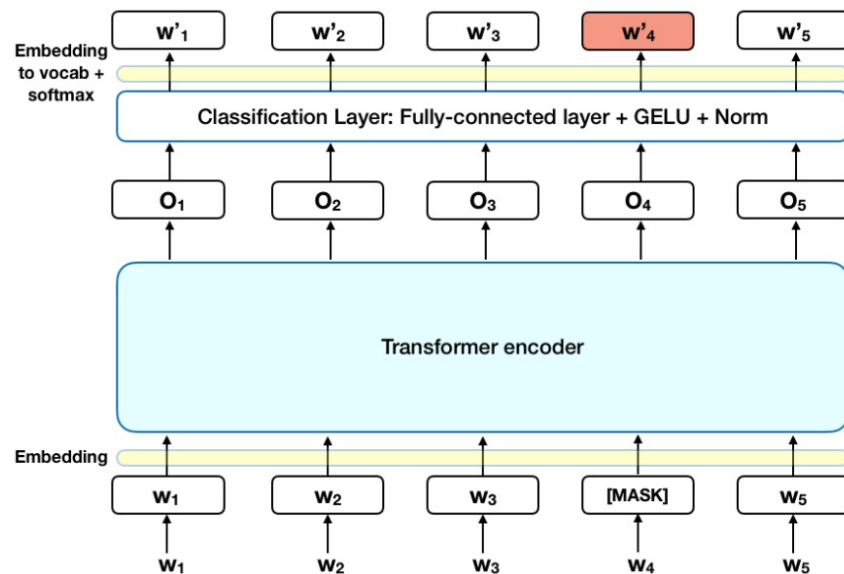 Embedding
to vocab +
softmax
w'₁ w'₂ w'₃ w'₄ w'₅
Classification Layer: Fully-connected layer + GELU + Norm
O₁ O₂ O₃ O₄ O₅
Transformer encoder
Embedding
w₁ w₂ w₃ [MASK] w₅
w₁ w₂ w₃ w₄ w₅